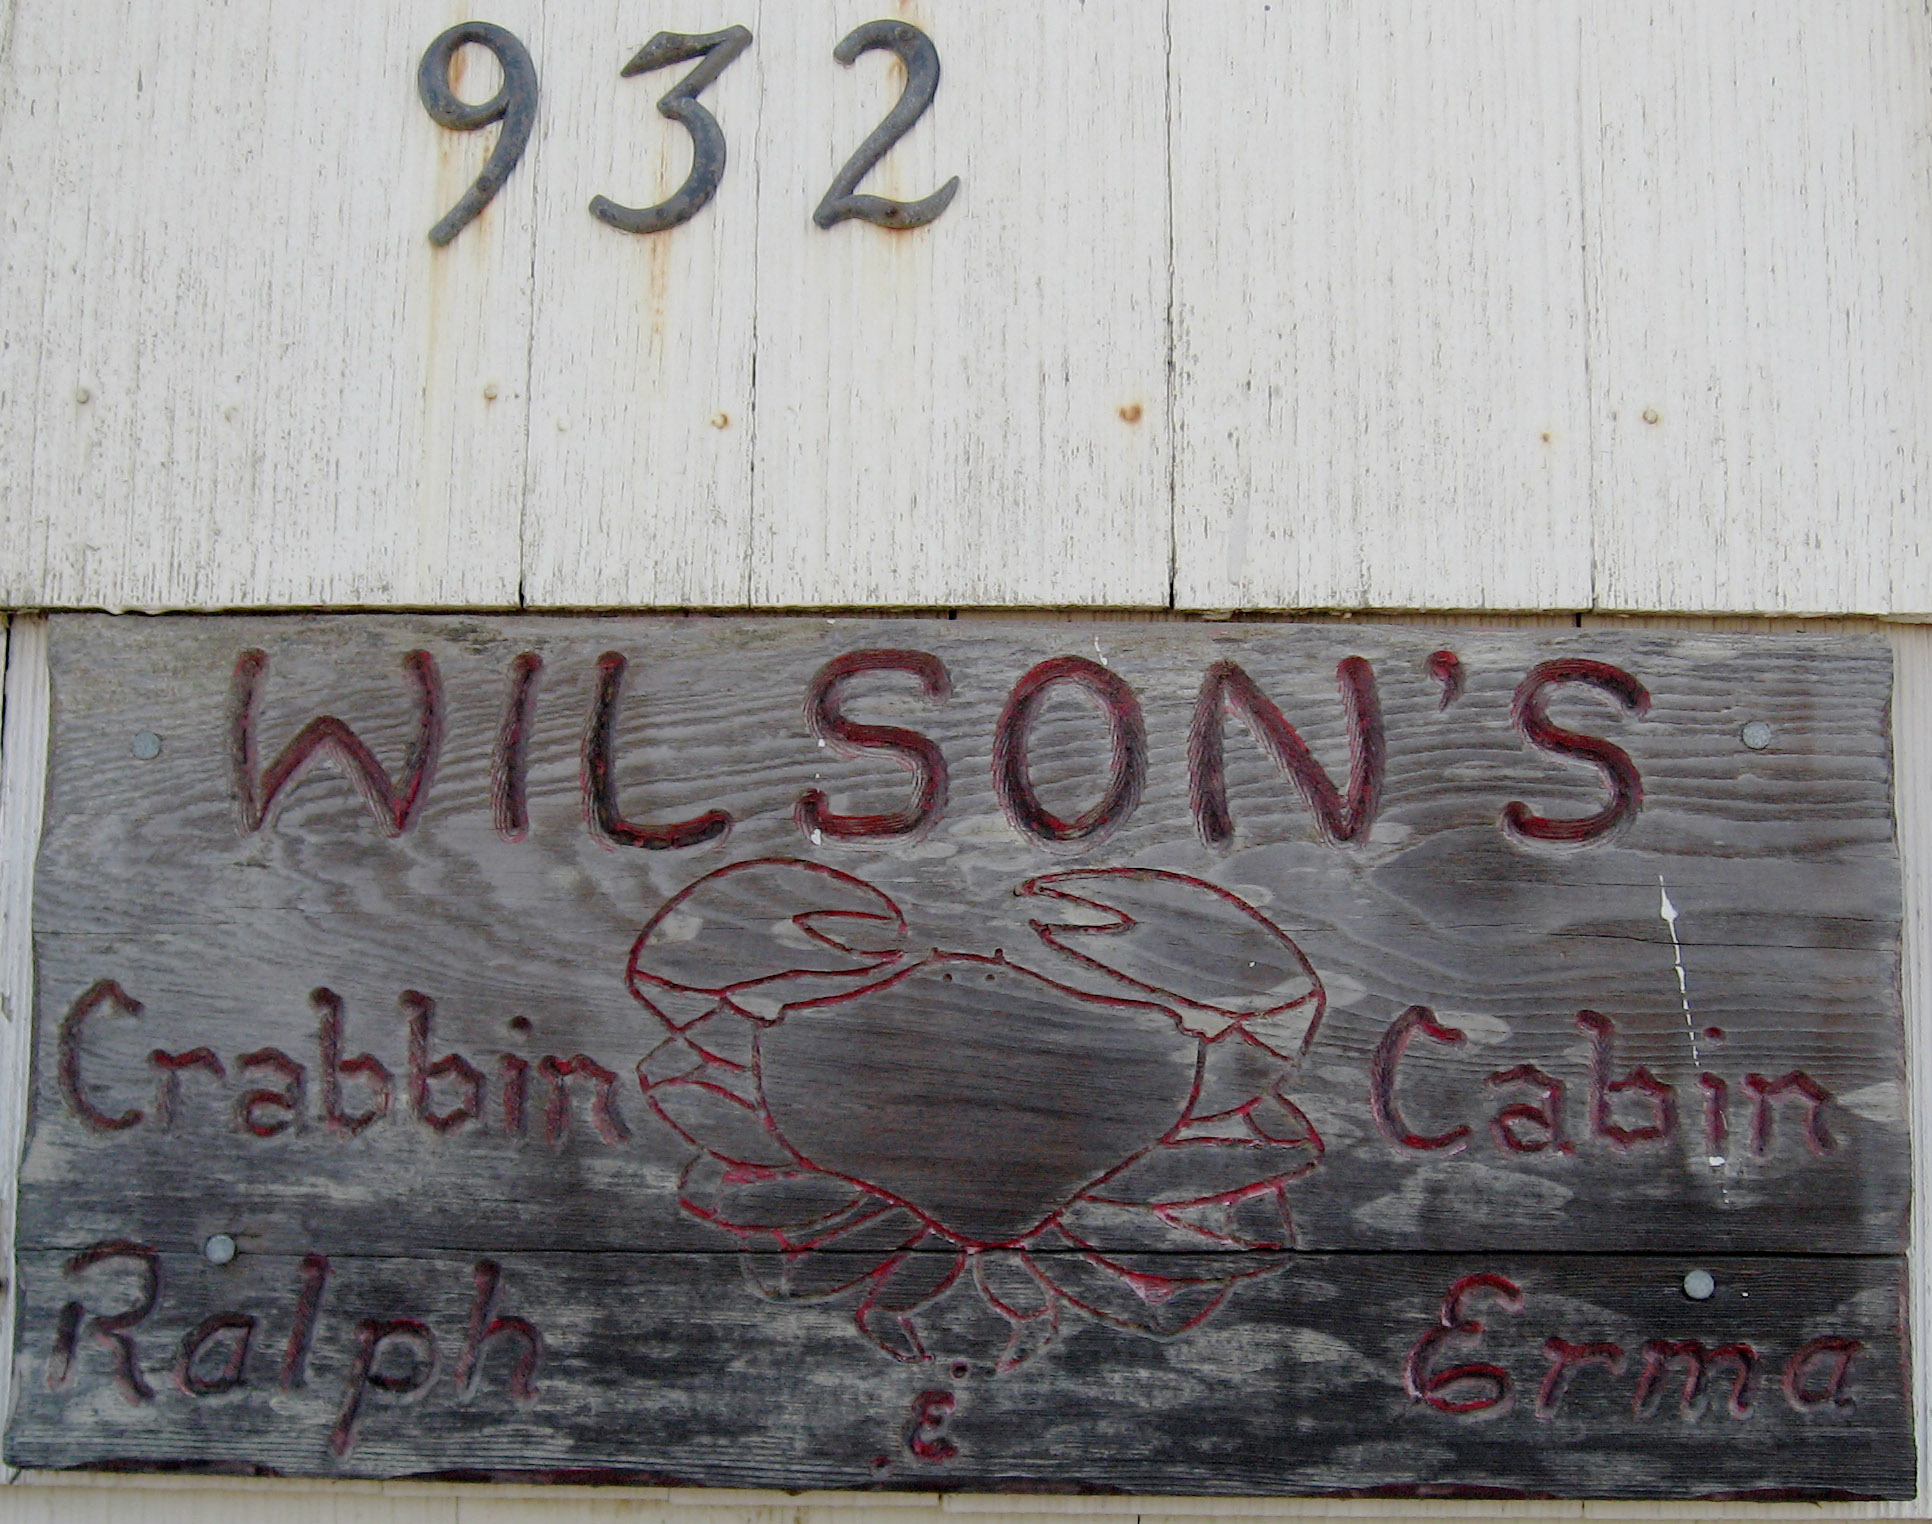 932
WILSON'S
Crabbin Cabin
Ralph & Erma